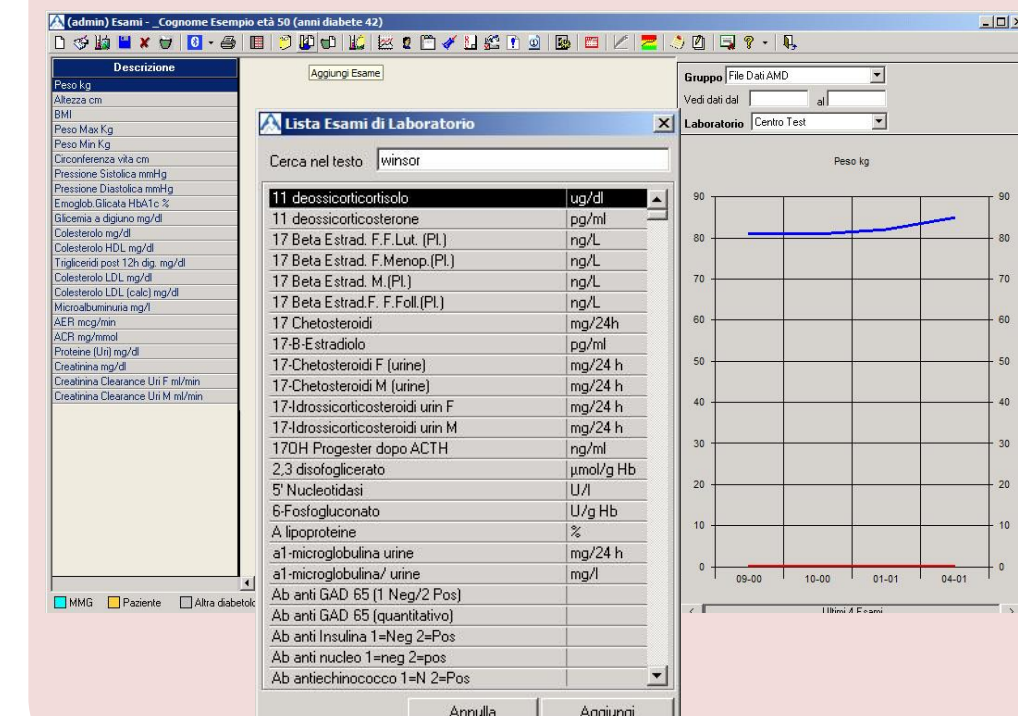 (admin) Esami - _Cognome Esempio età 50 (anni diabete 42)
Descrizione
Peso kg
Altezza cm
BMI
Peso Max Kg
Peso Min Kg
Circonferenza vita cm
Pressione Sistolica mmHg
Pressione Diastolica mmHg
Emoglob.Glicata HbA1c %
Glicemia a digiuno mg/dl
Colesterolo mg/dl
Colesterolo HDL mg/dl
Trigliceridi post 12h dig. mg/dl
Colesterolo LDL mg/dl
Colesterolo LDL (calc) mg/dl
Microalbuminuria mg/l
AER mcg/min
ACR mg/mmol
Proteine (Uri) mg/dl
Creatinina mg/dl
Creatinina Clearance Uri F ml/min
Creatinina Clearance Uri M ml/min
MMG Paziente Altra
Aggiungi Esame
Lista Esami di Laboratorio
Cerca nel testo winsor
11 deossicorticortisolo ug/dl
11 deossicorticosterone pg/ml
17 Beta Estrad. F.F.Lut. (Pl.) ng/L
17 Beta Estrad. F.Menop.(Pl.) ng/L
17 Beta Estrad. M.(Pl.) ng/L
17 Beta Estrad.F. F.Foll.(Pl.) ng/L
17 Chetosteroidi mg/24h
17-B-Estradiolo pg/ml
17-Chetosteroidi F (urine) mg/24 h
17-Chetosteroidi M (urine) mg/24 h
17-Idrossicorticosteroidi urin F mg/24 h
17-Idrossicorticosteroidi urin M mg/24 h
17OH Progester dopo ACTH ng/ml
2,3 disofoglicerato µmol/g Hb
5' Nucleotidasi U/l
6-Fosfogluconato U/g Hb
A lipoproteine %
a1-microglobulina urine mg/24 h
a1-microglobulina/ urine mg/l
Ab anti GAD 65 (1 Neg/2 Pos)
Ab anti GAD 65 (quantitativo)
Ab anti Insulina 1=Neg 2=Pos
Ab anti nucleo 1=neg 2=pos
Ab antiechinococco 1=N 2=Pos
Annulla Aggiungi
Gruppo File Dati AMD
Vedi dati dal al
Laboratorio Centro Test
Peso kg
90 90
80 80
70 70
60 60
50 50
40 40
30 30
20 20
10 10
0 0
09-00 10-00 01-01 04-01
Ultimi 4 Esami